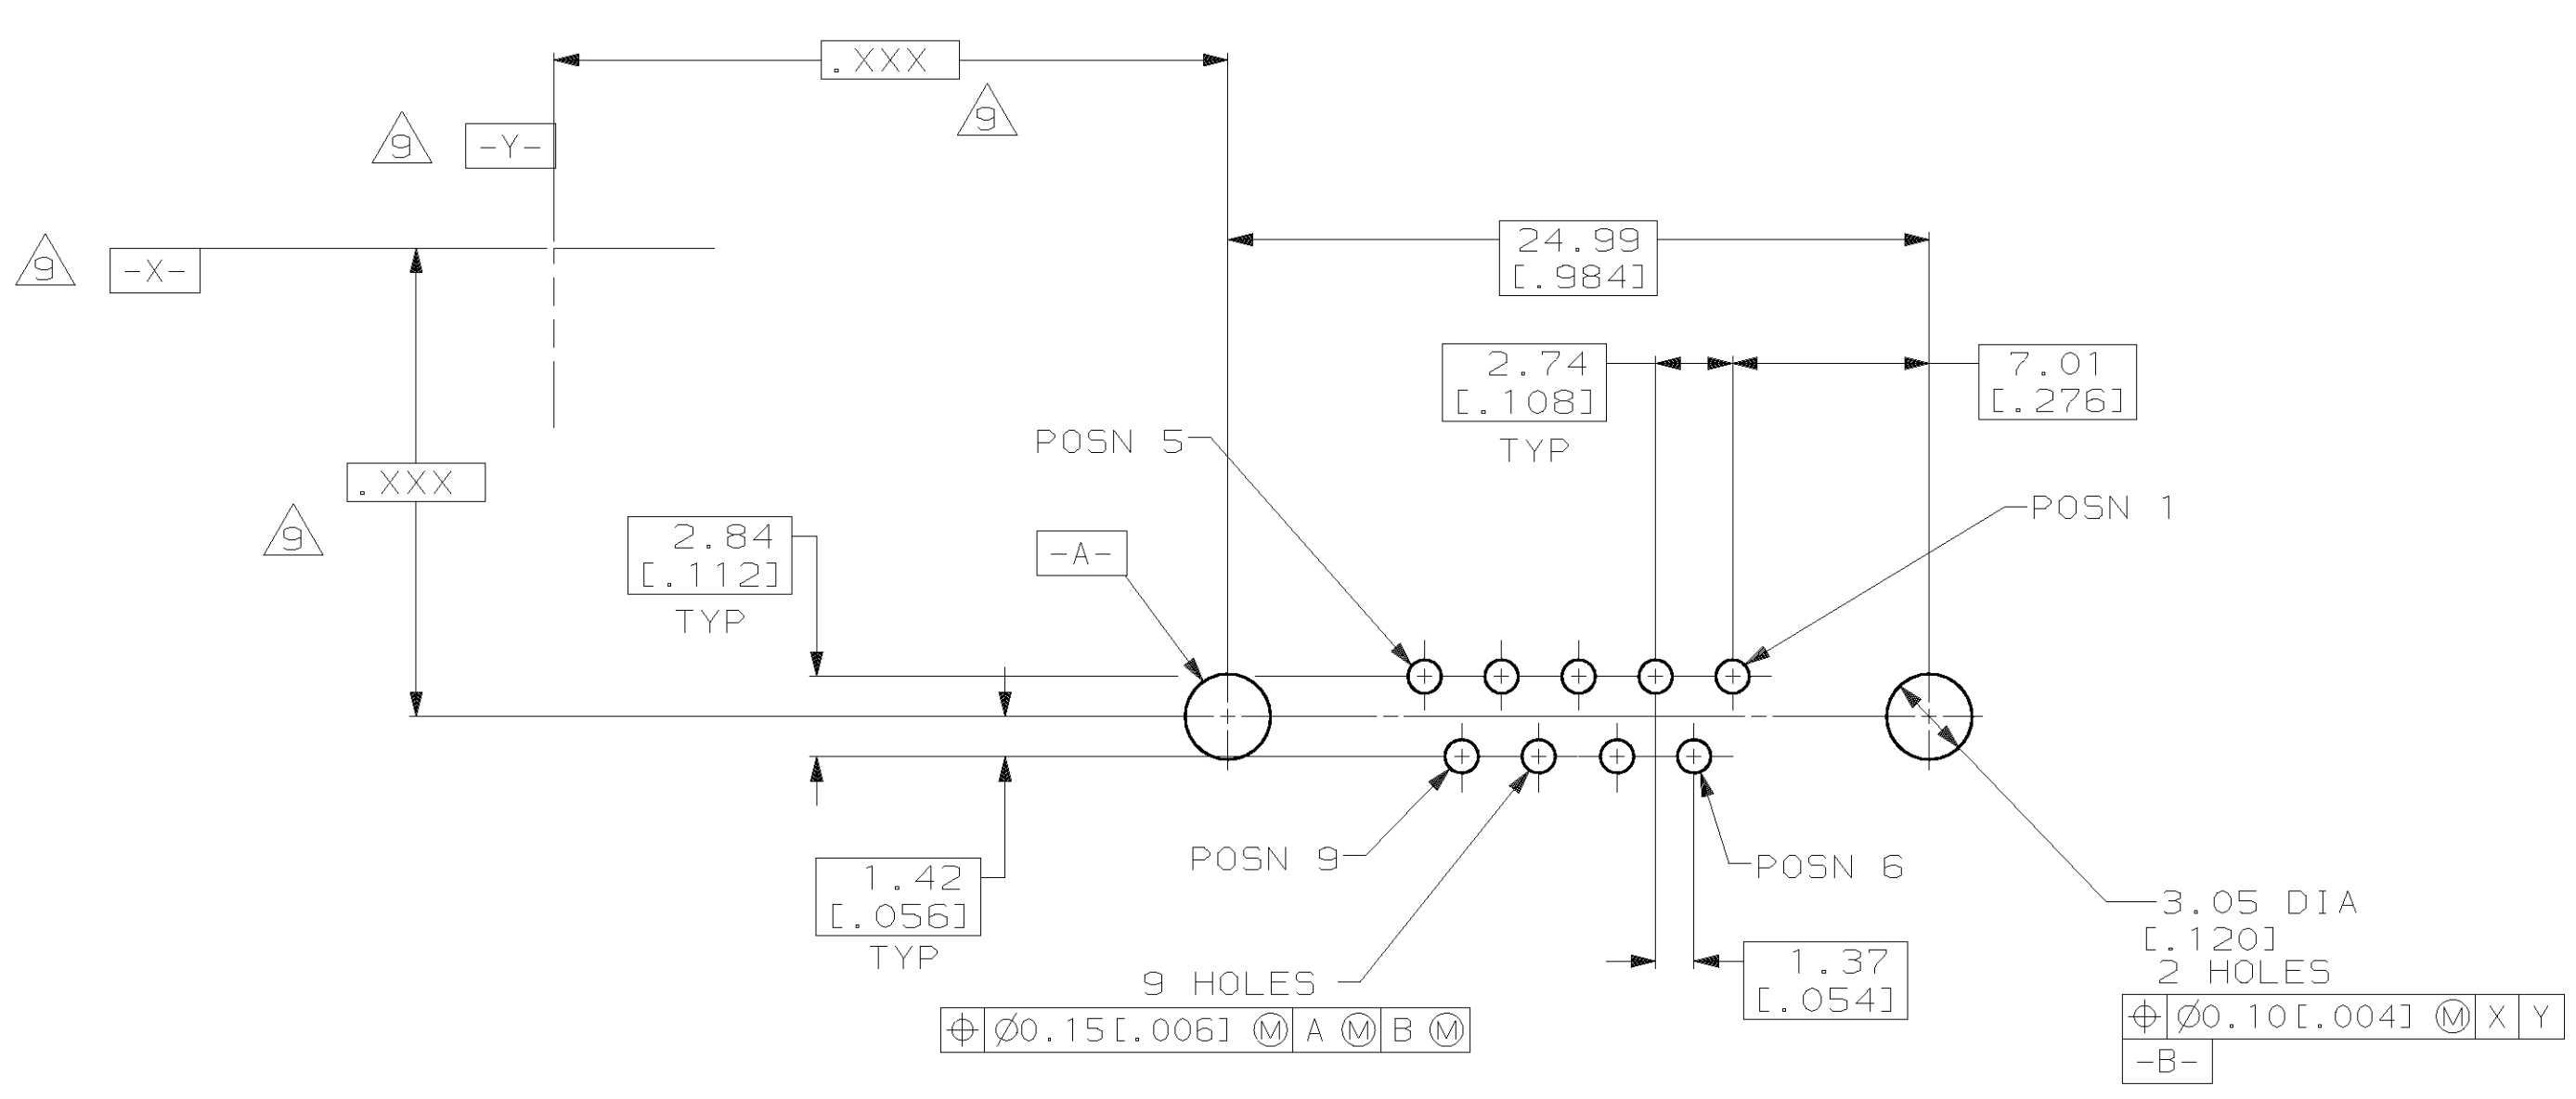 .XXX
9
9
-Y-
9
-X-
24.99
[.984]
2.74
[.108]
TYP
7.01
[.276]
POSN 5
.XXX
9
POSN 1
2.84
[.112]
TYP
-A-
1.42
[.056]
TYP
POSN 9
POSN 6
3.05 DIA
[.120]
2 HOLES
⌖ Ø0.10[.004] Ⓜ X Y
-B-
1.37
[.054]
9 HOLES
⌖ Ø0.15[.006] Ⓜ A Ⓜ B Ⓜ